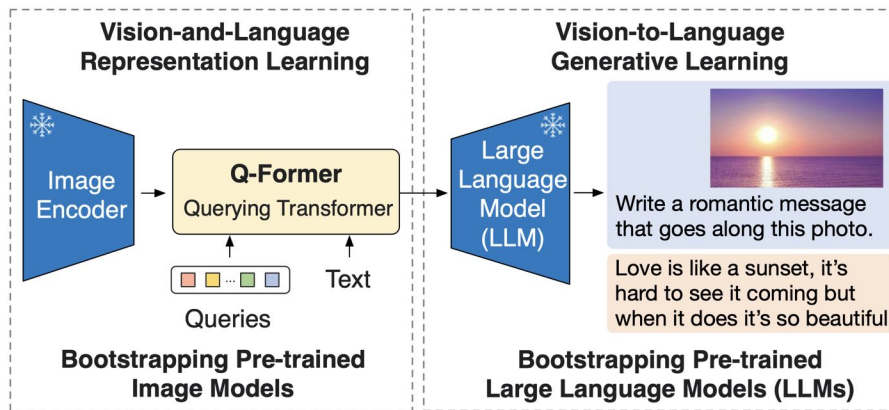 Vision-and-Language
Representation Learning
Image
Encoder
Q-Former
Querying Transformer
...
Queries
Text
Bootstrapping Pre-trained
Image Models
Vision-to-Language
Generative Learning
Large
Language
Model
(LLM)
Write a romantic message
that goes along this photo.
Love is like a sunset, it's
hard to see it coming but
when it does it's so beautiful
Bootstrapping Pre-trained
Large Language Models (LLMs)